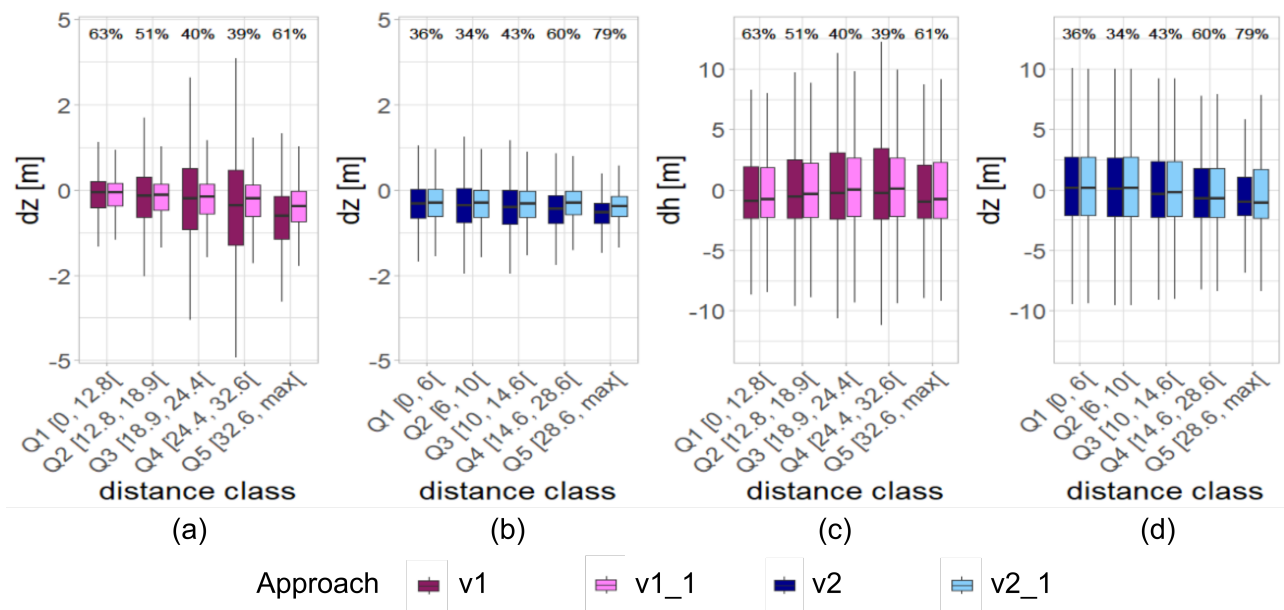 5
2
0
-2
-5
dz [m]
63% 51% 40% 39% 61%
Q1 [0, 12.8[
Q2 [12.8, 18.9[
Q3 [18.9, 24.4[
Q4 [24.4, 32.6[
Q5 [32.6, max[
distance class
(a)
5
2
0
-2
-5
dz [m]
36% 34% 43% 60% 79%
Q1 [0, 6[
Q2 [6, 10[
Q3 [10, 14.6[
Q4 [14.6, 28.6[
Q5 [28.6, max[
distance class
(b)
10
5
0
-5
-10
dh [m]
63% 51% 40% 39% 61%
Q1 [0, 12.8[
Q2 [12.8, 18.9[
Q3 [18.9, 24.4[
Q4 [24.4, 32.6[
Q5 [32.6, max[
distance class
(c)
10
5
0
-5
-10
dz [m]
36% 34% 43% 60% 79%
Q1 [0, 6[
Q2 [6, 10[
Q3 [10, 14.6[
Q4 [14.6, 28.6[
Q5 [28.6, max[
distance class
(d)
Approach v1 v1_1 v2 v2_1